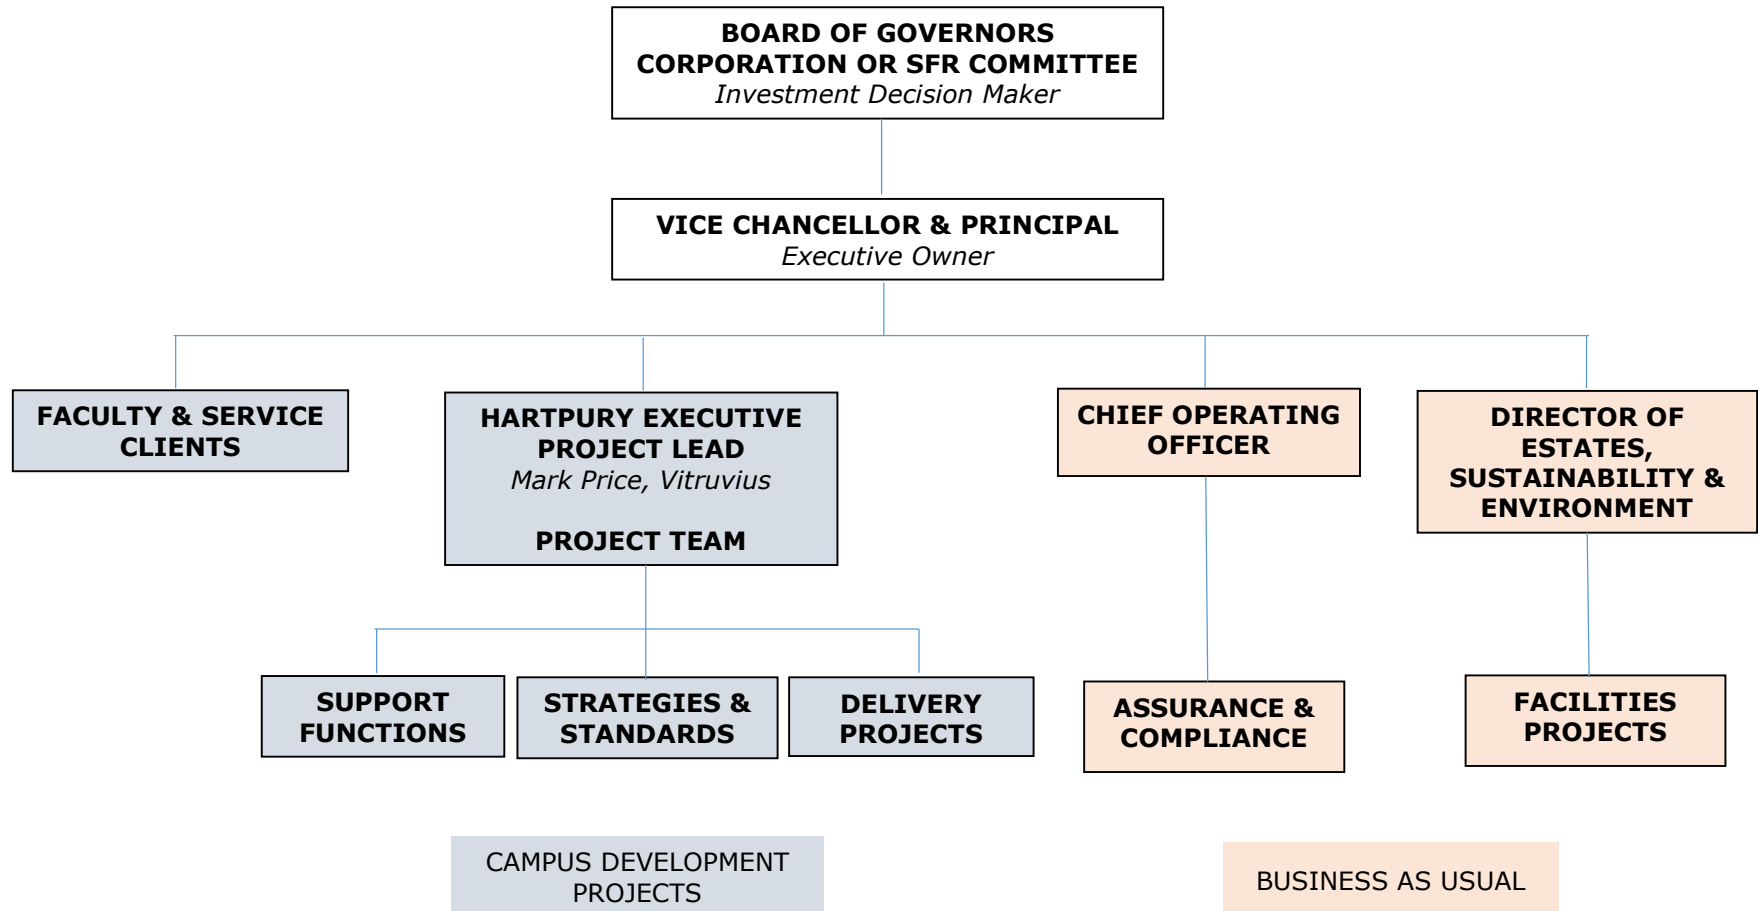 BOARD OF GOVERNORS
CORPORATION OR SFR COMMITTEE
Investment Decision Maker
VICE CHANCELLOR & PRINCIPAL
Executive Owner
FACULTY & SERVICE
CLIENTS
HARTPURY EXECUTIVE
PROJECT LEAD
Mark Price, Vitruvius
PROJECT TEAM
CHIEF OPERATING
OFFICER
DIRECTOR OF
ESTATES,
SUSTAINABILITY &
ENVIRONMENT
SUPPORT
FUNCTIONS
STRATEGIES &
STANDARDS
DELIVERY
PROJECTS
ASSURANCE &
COMPLIANCE
FACILITIES
PROJECTS
CAMPUS DEVELOPMENT
PROJECTS
BUSINESS AS USUAL